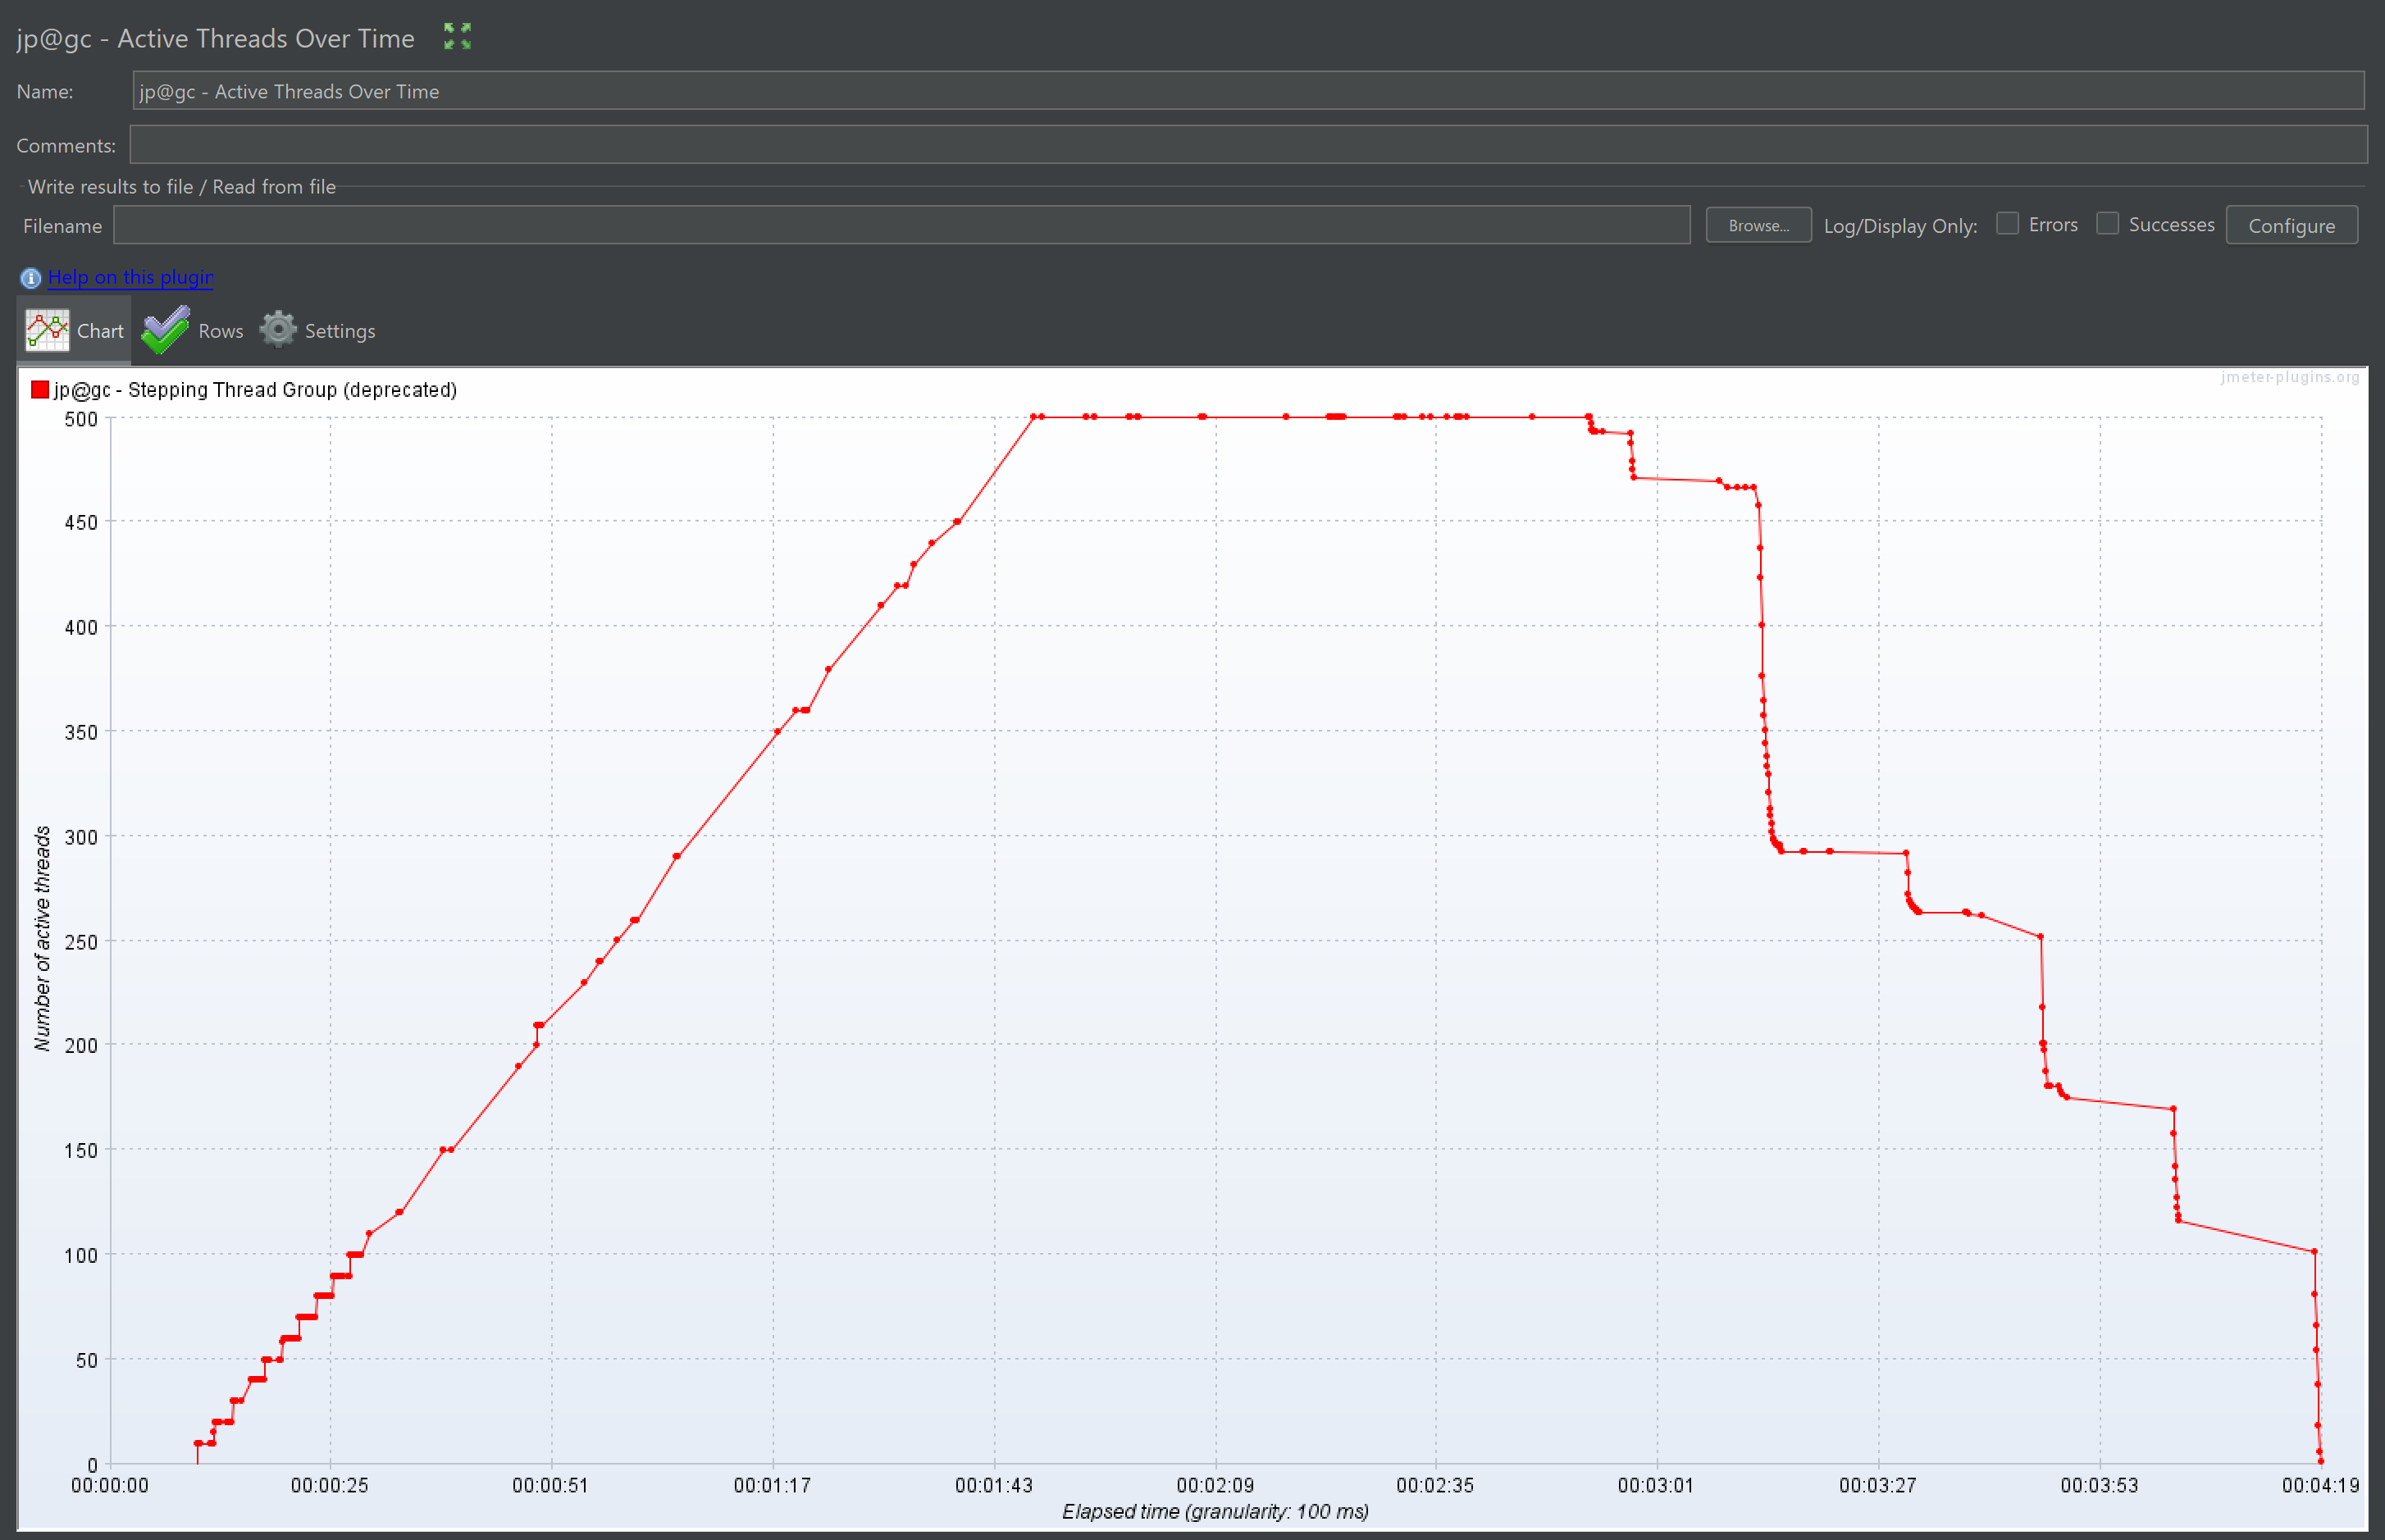 jp@gc - Active Threads Over Time
Name: jp@gc - Active Threads Over Time
Comments:
Write results to file / Read from file
Filename Browse... Log/Display Only: Errors Successes Configure
Help on this plugin
Chart Rows Settings
jp@gc - Stepping Thread Group (deprecated)
jmeter-plugins.org
500
450
400
350
300
250
200
150
100
50
0
Number of active threads
00:00:00 00:00:25 00:00:51 00:01:17 00:01:43 00:02:09 00:02:35 00:03:01 00:03:27 00:03:53 00:04:19
Elapsed time (granularity: 100 ms)